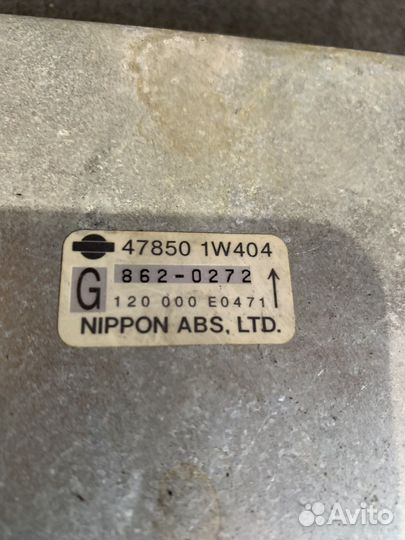 47850 1W404
G 862-0272
120 000 E0471 ↑
NIPPON ABS, LTD.
Avito